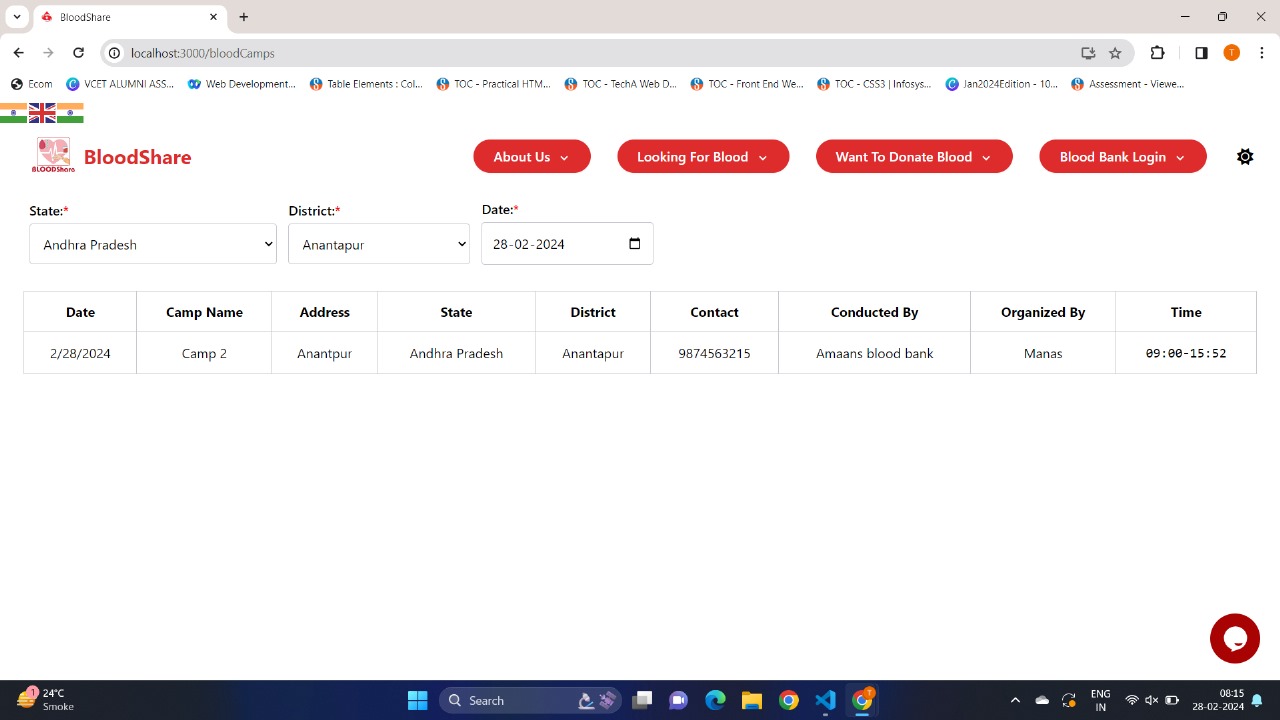 BloodShare
localhost:3000/bloodCamps
Ecom VCET ALUMNI ASS... Web Development... Table Elements : Col... TOC - Practical HTM... TOC - TechA Web D... TOC - Front End We... TOC - CSS3 | Infosys... Jan2024Edition - 10... Assessment - Viewe...
BLOODShare BloodShare About Us Looking For Blood Want To Donate Blood Blood Bank Login
State:* District:* Date:*
Andhra Pradesh Anantapur 28-02-2024
Date Camp Name Address State District Contact Conducted By Organized By Time
2/28/2024 Camp 2 Anantpur Andhra Pradesh Anantapur 9874563215 Amaans blood bank Manas 09:00-15:52
1 24°C Search ENG 08:15
Smoke IN 28-02-2024
T
T